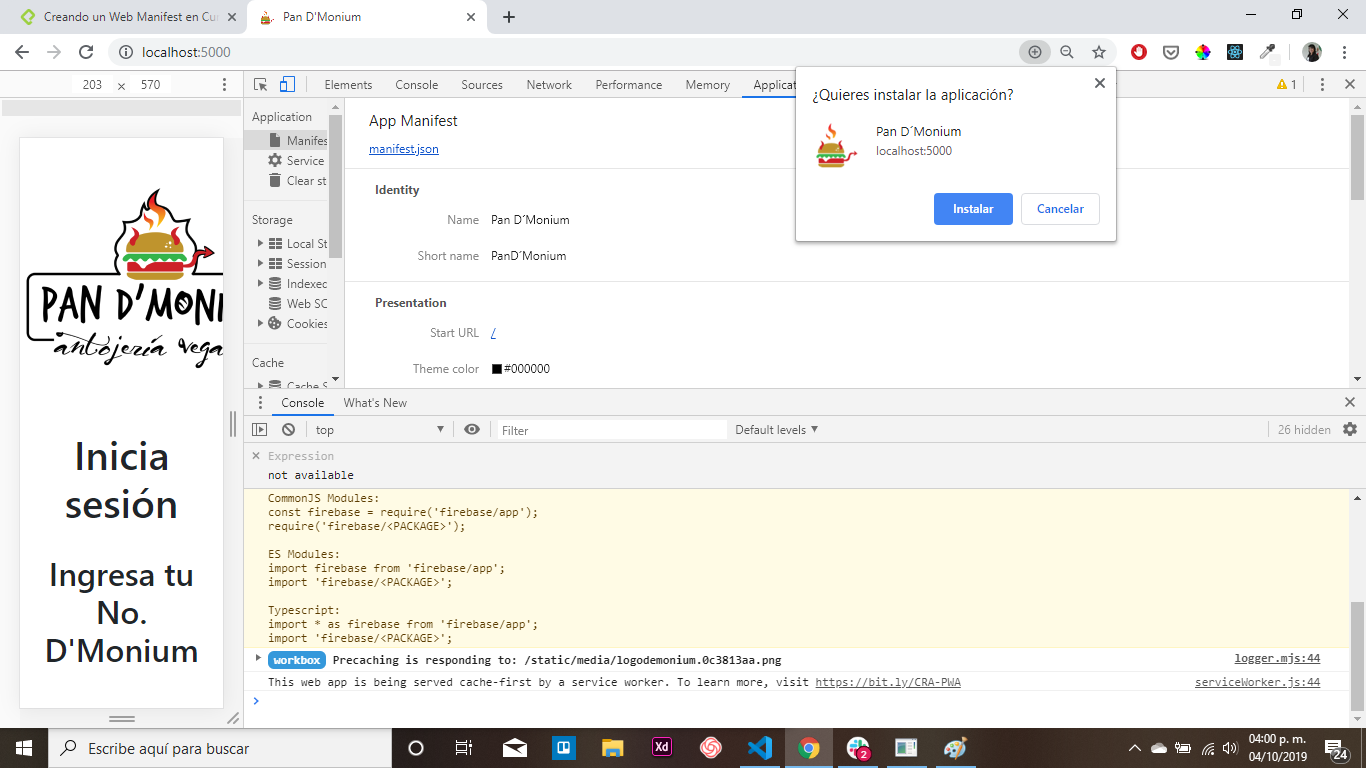 Creando un Web Manifest en Cu
Pan D'Monium
localhost:5000
203 × 570
Elements Console Sources Network Performance Memory Applicat
1
¿Quieres instalar la aplicación?
Pan D´Monium
localhost:5000
Instalar Cancelar
Application
Manifes
Service
Clear st
Storage
Local St
Session
Indexed
Web SC
Cookies
Cache
Cache S
App Manifest
manifest.json
Identity
Name Pan D´Monium
Short name PanD´Monium
Presentation
Start URL /
Theme color #000000
PAN D'MONI
antojería vega
Inicia
sesión
Ingresa tu
No.
D'Monium
Console What's New
top Filter Default levels ▼ 26 hidden
Expression
not available
CommonJS Modules:
const firebase = require('firebase/app');
require('firebase/<PACKAGE>');
ES Modules:
import firebase from 'firebase/app';
import 'firebase/<PACKAGE>';
Typescript:
import * as firebase from 'firebase/app';
import 'firebase/<PACKAGE>';
workbox Precaching is responding to: /static/media/logodemonium.0c3813aa.png logger.mjs:44
This web app is being served cache-first by a service worker. To learn more, visit https://bit.ly/CRA-PWA serviceWorker.js:44
Escribe aquí para buscar
Xd
2
04:00 p. m.
04/10/2019
24